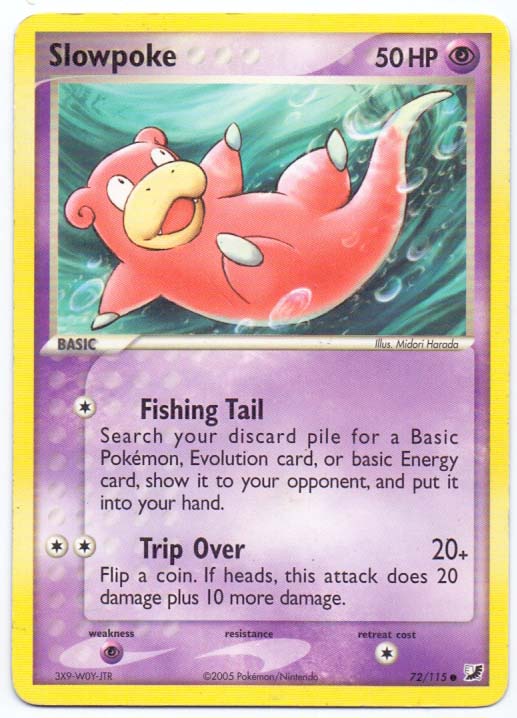 Slowpoke 50 HP
BASIC
Illus. Midori Harada
Fishing Tail
Search your discard pile for a Basic
Pokémon, Evolution card, or basic Energy
card, show it to your opponent, and put it
into your hand.
Trip Over 20+
Flip a coin. If heads, this attack does 20
damage plus 10 more damage.
weakness resistance retreat cost
3X9-W0Y-JTR ©2005 Pokémon/Nintendo 72/115